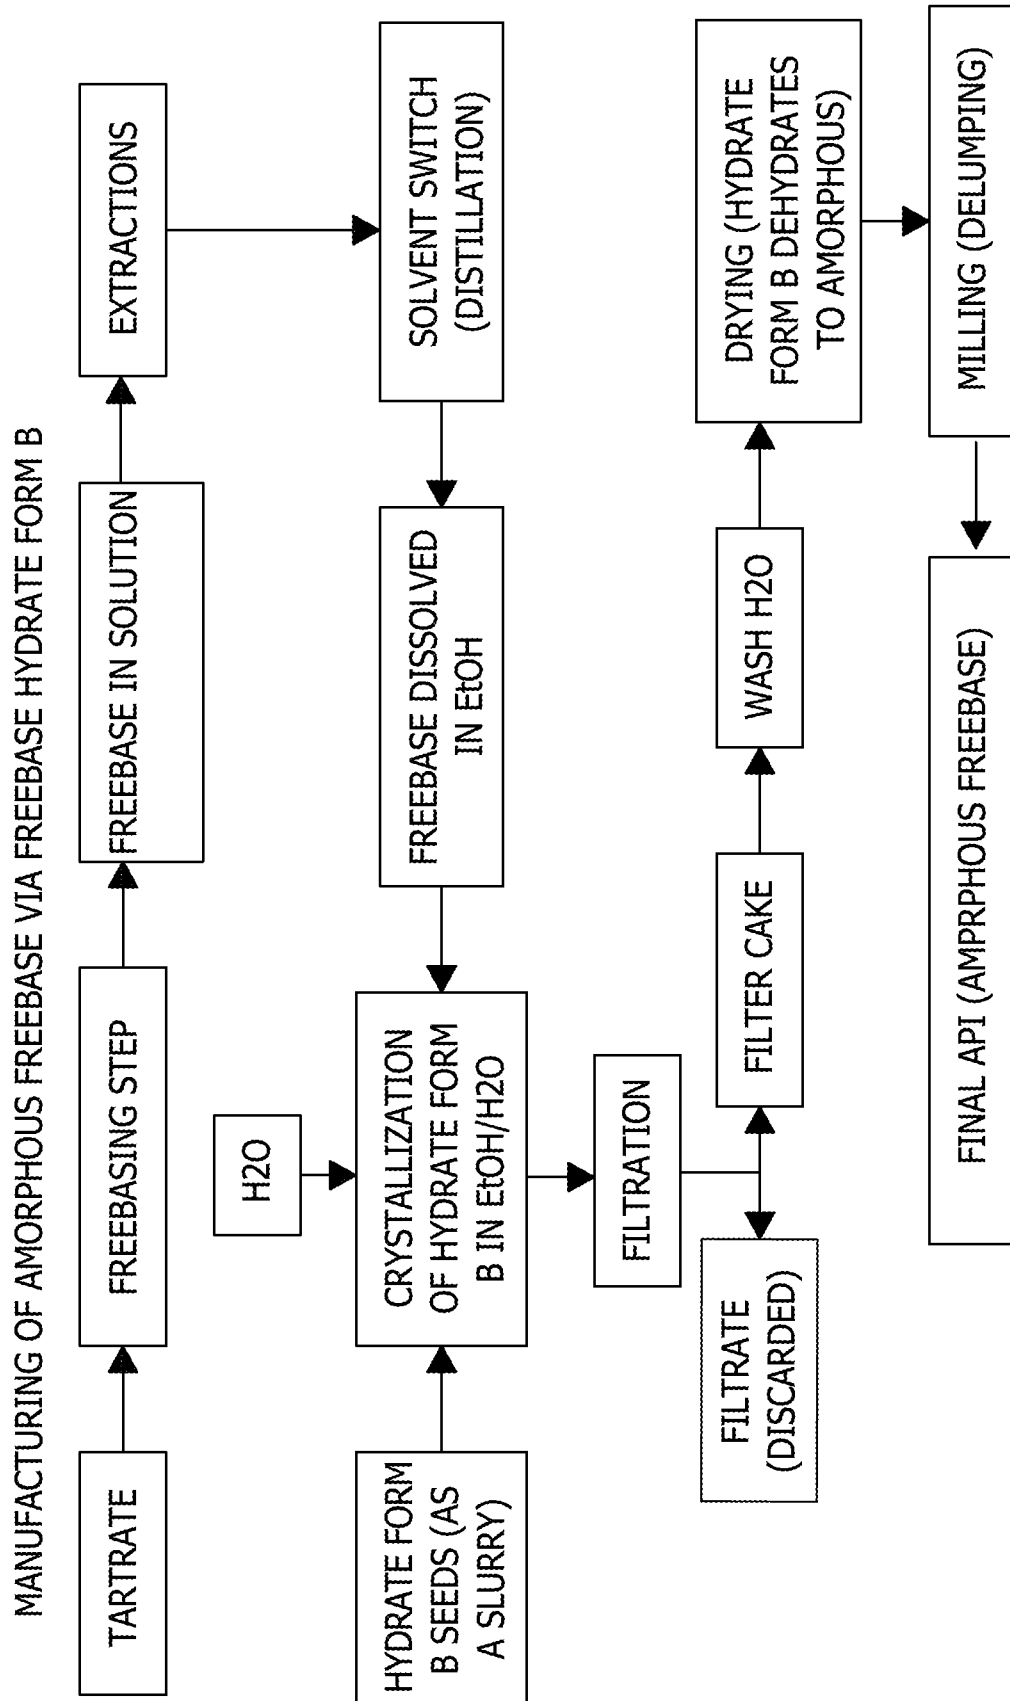 MANUFACTURING OF AMORPHOUS FREEBASE VIA FREEBASE HYDRATE FORM B
TARTRATE
FREEBASING STEP
FREEBASE IN SOLUTION
EXTRACTIONS
H2O
HYDRATE FORM
B SEEDS (AS
A SLURRY)
CRYSTALLIZATION
OF HYDRATE FORM
B IN EtOH/H2O
FREEBASE DISSOLVED
IN EtOH
SOLVENT SWITCH
(DISTILLATION)
FILTRATION
FILTRATE
(DISCARDED)
FILTER CAKE
WASH H2O
DRYING (HYDRATE
FORM B DEHYDRATES
TO AMORPHOUS)
FINAL API (AMPRPHOUS FREEBASE)
MILLING (DELUMPING)